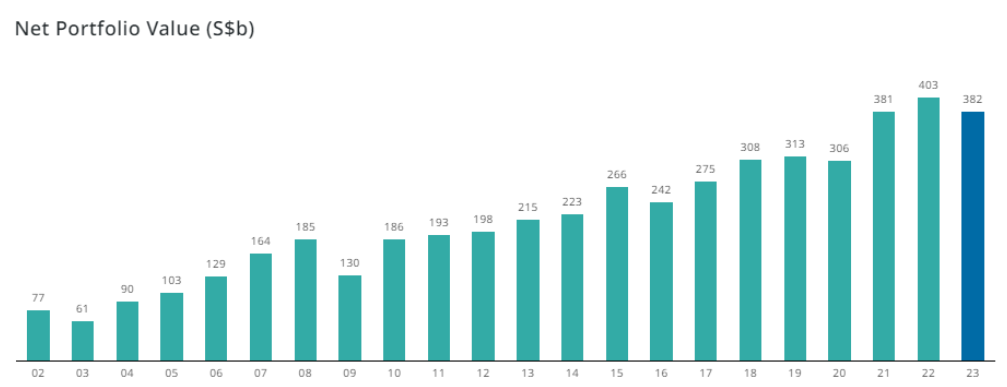 Net Portfolio Value (S$b)
77 61 90 103 129 164 185 130 186 193 198 215 223 266 242 275 308 313 306 381 403 382
02 03 04 05 06 07 08 09 10 11 12 13 14 15 16 17 18 19 20 21 22 23